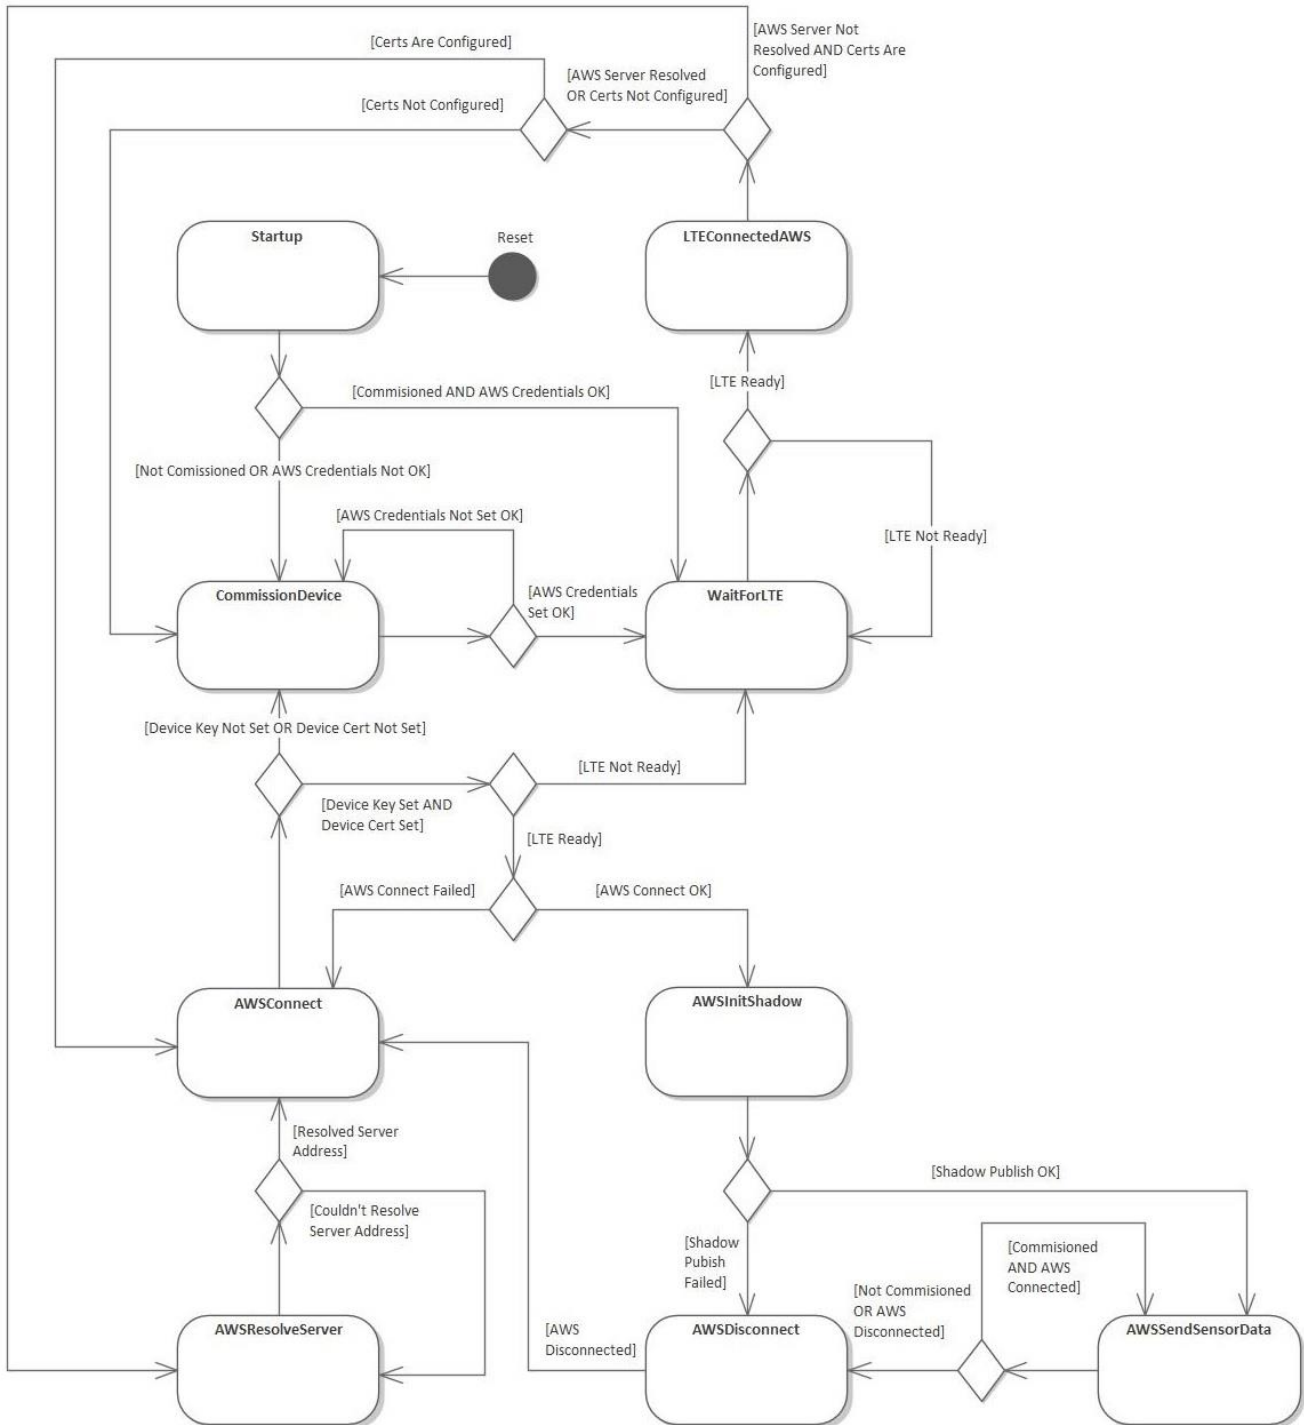 [AWS Server Not
Resolved AND Certs Are
Configured]
[Certs Are Configured]
[AWS Server Resolved
OR Certs Not Configured]
[Certs Not Configured]
Startup
Reset
LTEConnectedAWS
[LTE Ready]
[Commisioned AND AWS Credentials OK]
[Not Comissioned OR AWS Credentials Not OK]
[AWS Credentials Not Set OK]
[LTE Not Ready]
CommissionDevice
[AWS Credentials
Set OK]
WaitForLTE
[Device Key Not Set OR Device Cert Not Set]
[LTE Not Ready]
[Device Key Set AND
Device Cert Set]
[LTE Ready]
[AWS Connect Failed]
[AWS Connect OK]
AWSConnect
AWSInitShadow
[Resolved Server
Address]
[Shadow Publish OK]
[Couldn't Resolve
Server Address]
[Shadow
Pubish
Failed]
[Commisioned
AND AWS
Connected]
[Not Commisioned
OR AWS
Disconnected]
AWSResolveServer
[AWS
Disconnected]
AWSDisconnect
AWSSendSensorData